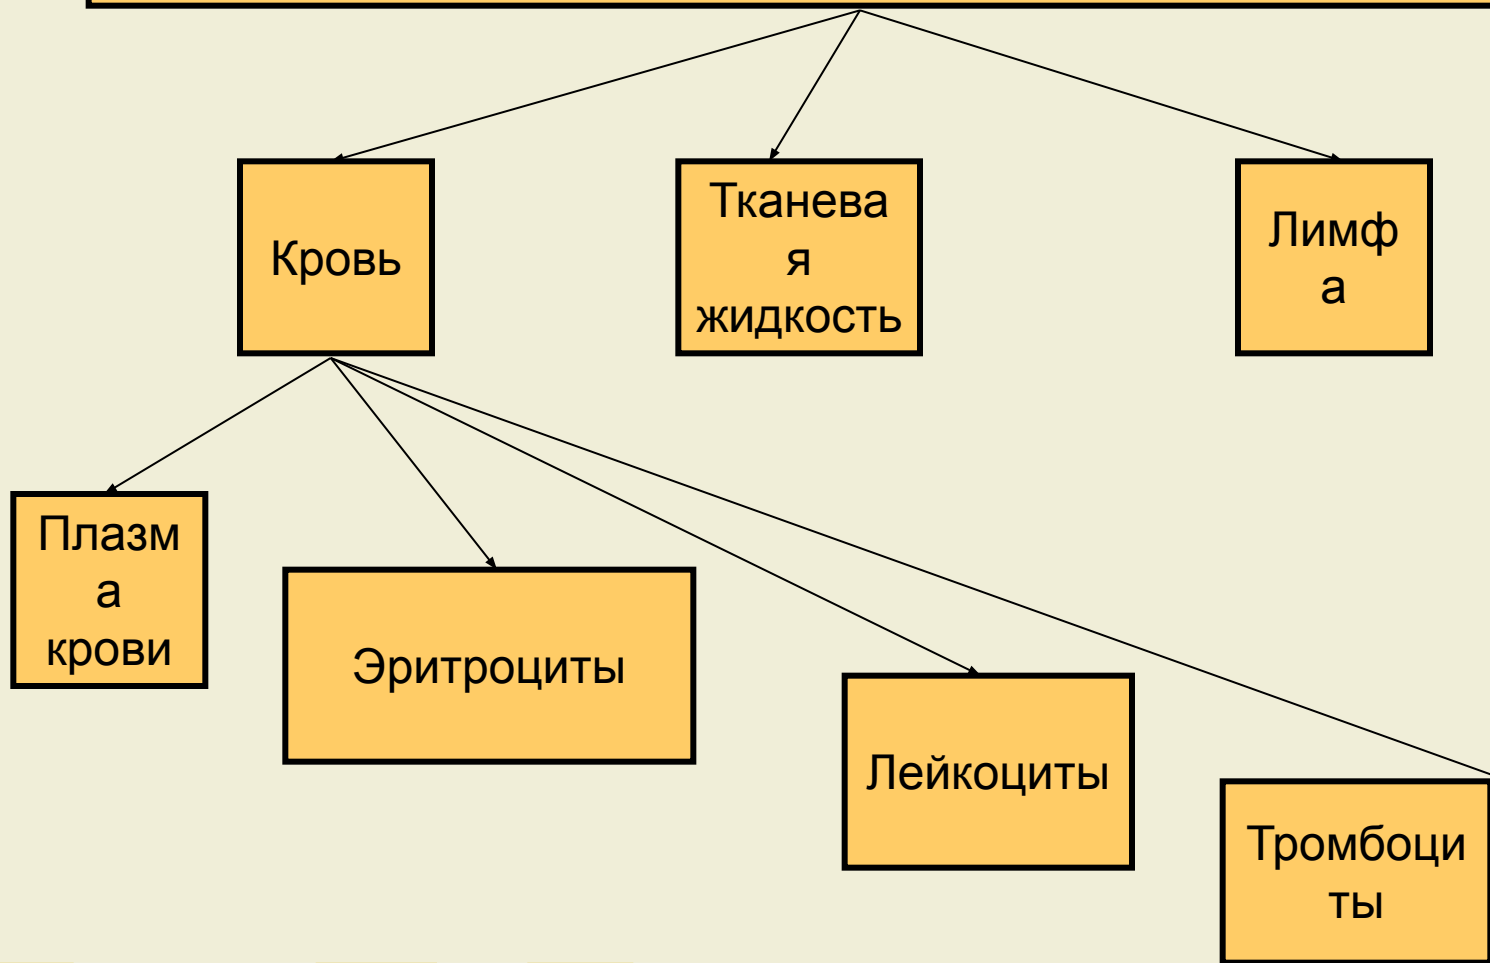 Кровь
Тканева
я
жидкость
Лимф
а
Плазм
а
крови
Эритроциты
Лейкоциты
Тромбоци
ты